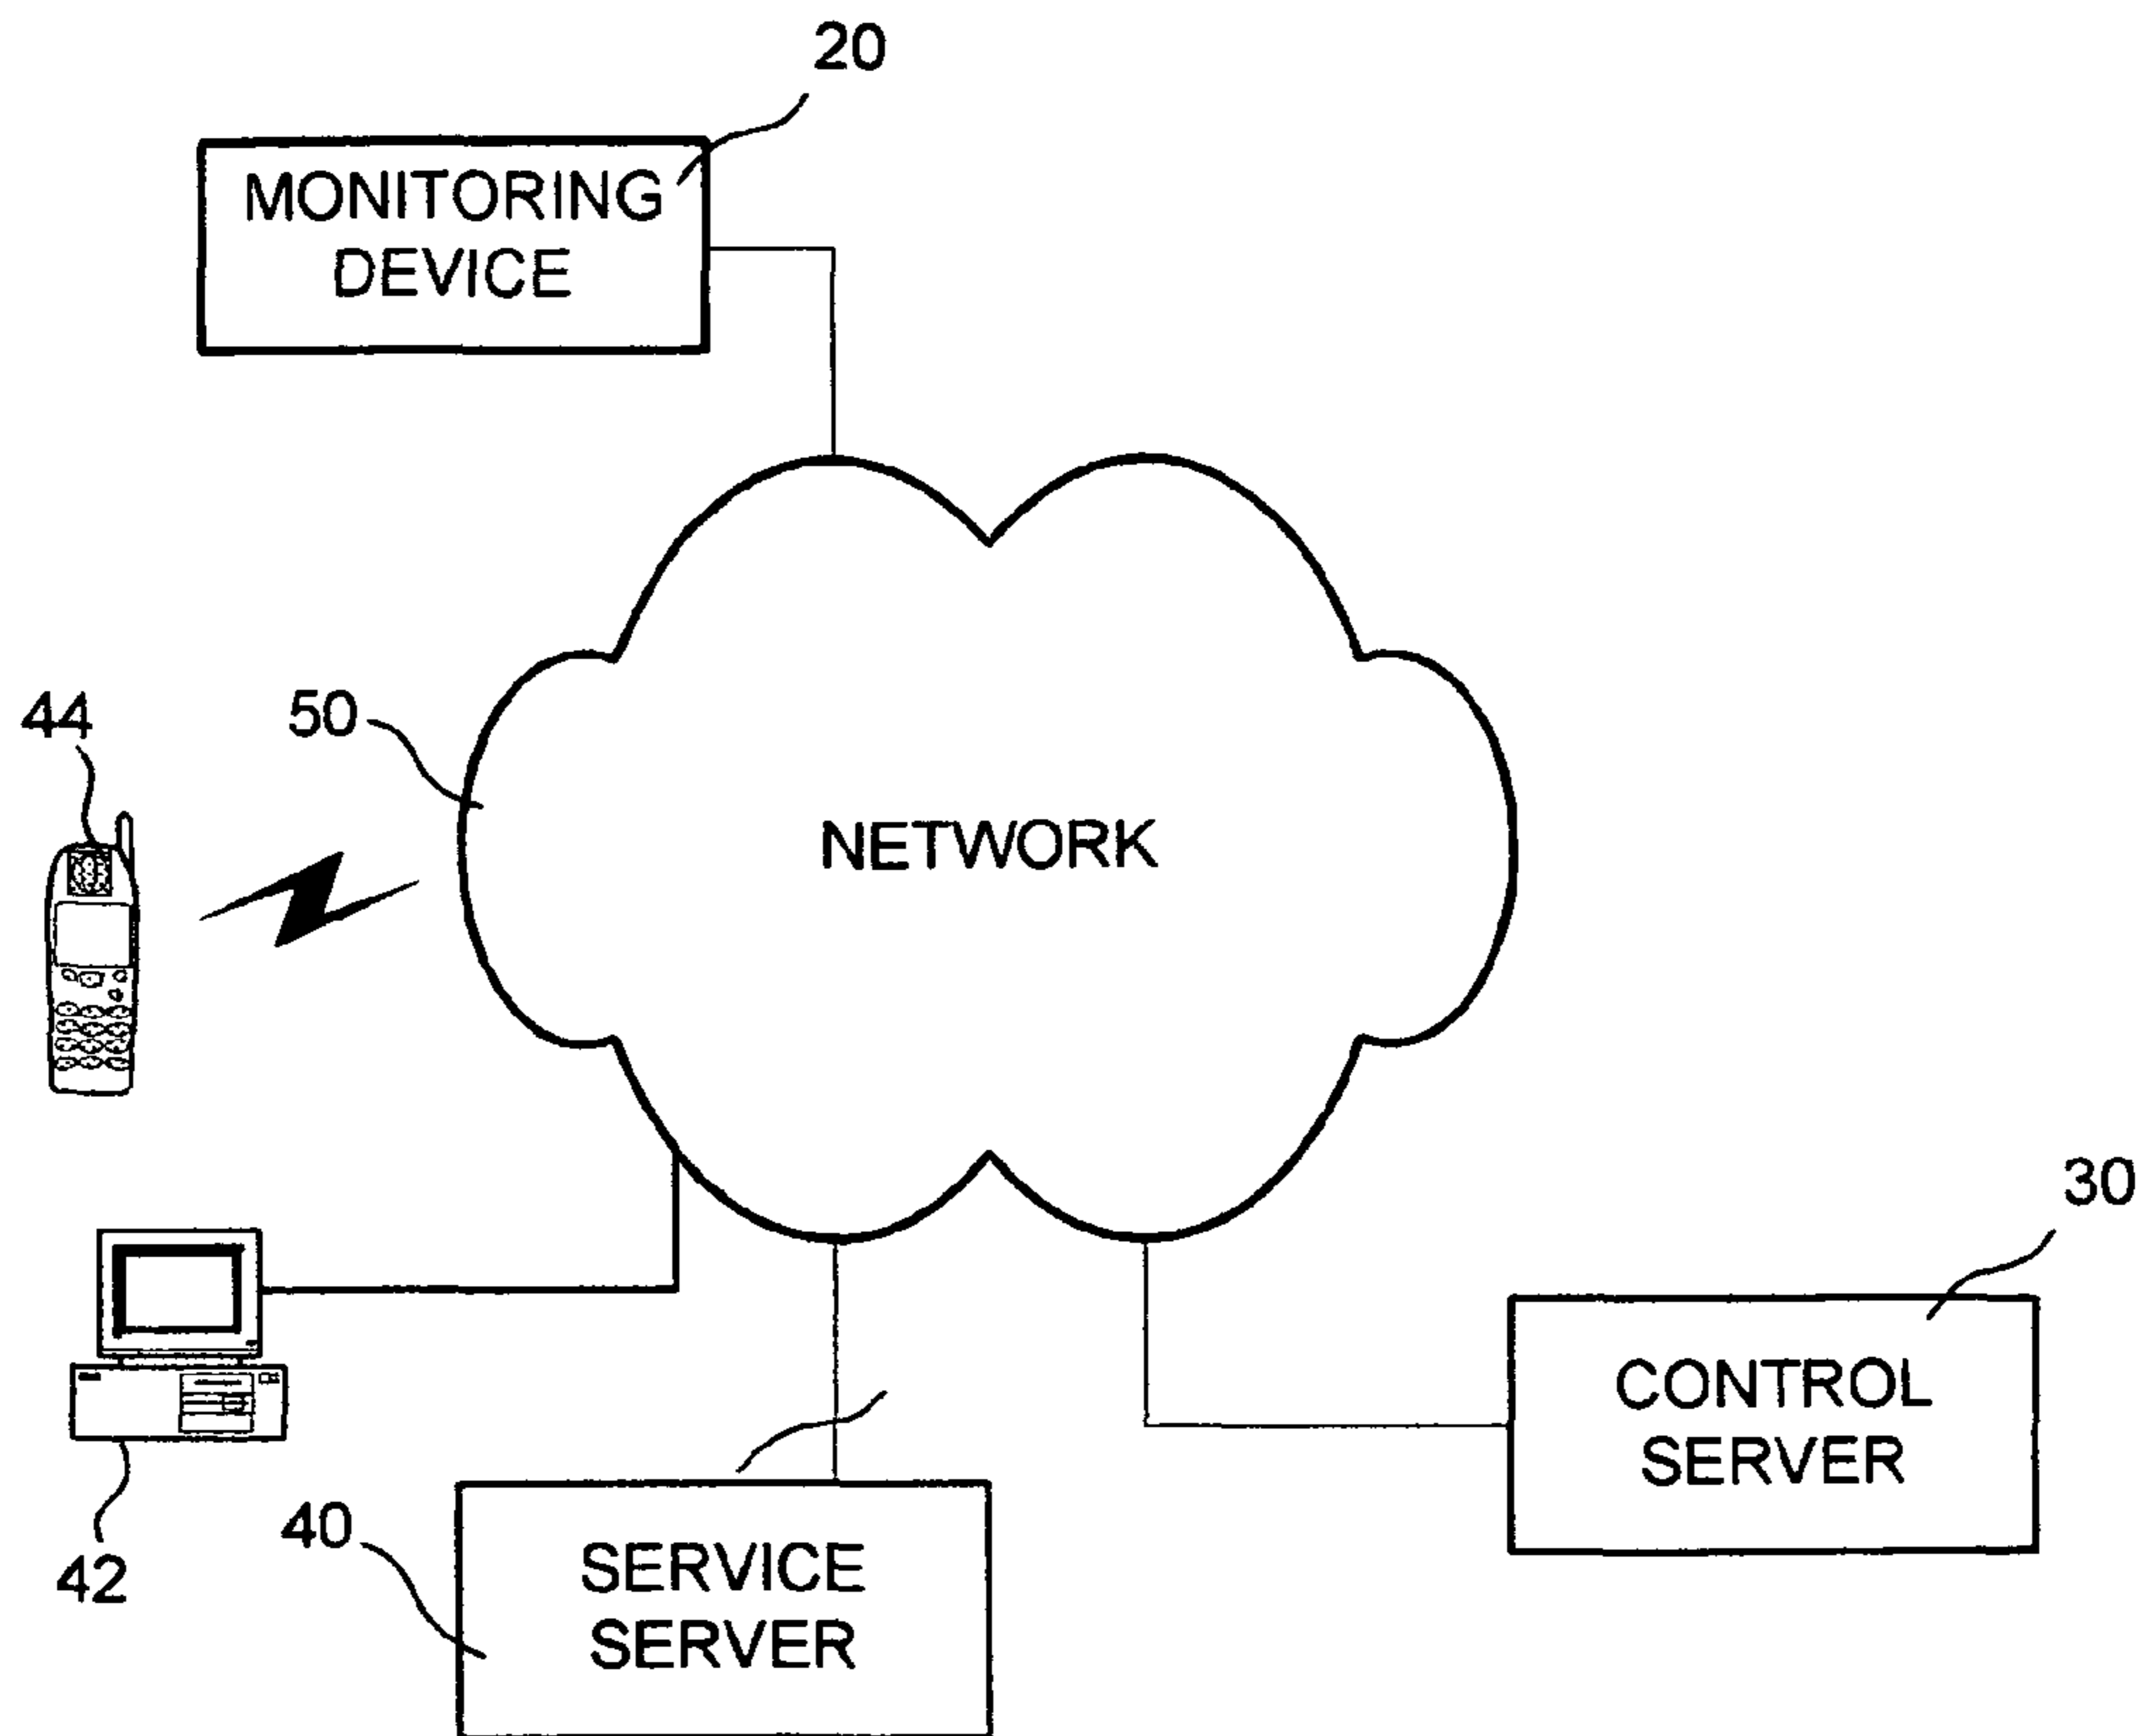 20
MONITORING
DEVICE
44
50
NETWORK
30
CONTROL
SERVER
40
SERVICE
SERVER
42